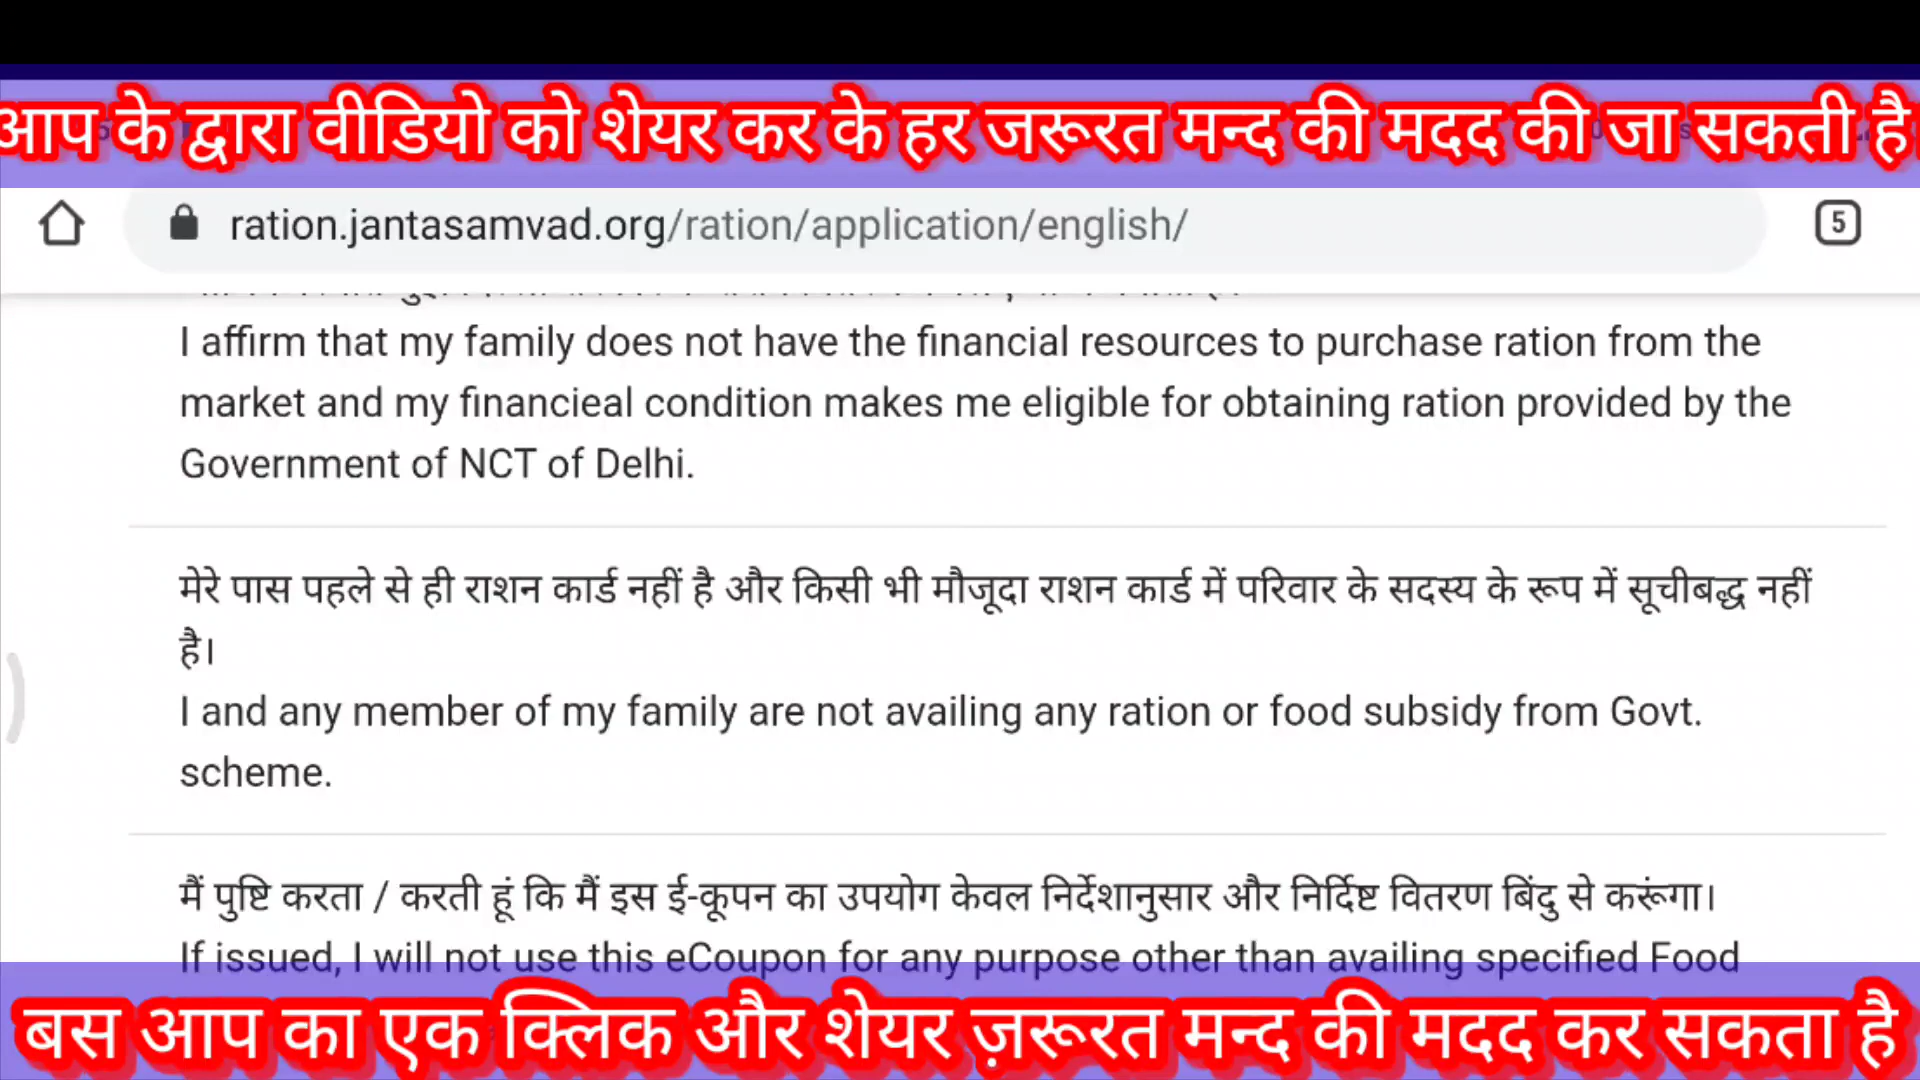 आप के द्वारा वीडियो को शेयर कर के हर जरूरत मन्द की मदद की जा सकती है
ration.jantasamvad.org/ration/application/english/
5
I affirm that my family does not have the financial resources to purchase ration from the
market and my financieal condition makes me eligible for obtaining ration provided by the
Government of NCT of Delhi.
मेरे पास पहले से ही राशन कार्ड नहीं है और किसी भी मौजूदा राशन कार्ड में परिवार के सदस्य के रूप में सूचीबद्ध नहीं
है।
I and any member of my family are not availing any ration or food subsidy from Govt.
scheme.
मैं पुष्टि करता / करती हूं कि मैं इस ई-कूपन का उपयोग केवल निर्देशानुसार और निर्दिष्ट वितरण बिंदु से करूंगा।
If issued, I will not use this eCoupon for any purpose other than availing specified Food
बस आप का एक क्लिक और शेयर ज़रूरत मन्द की मदद कर सकता है